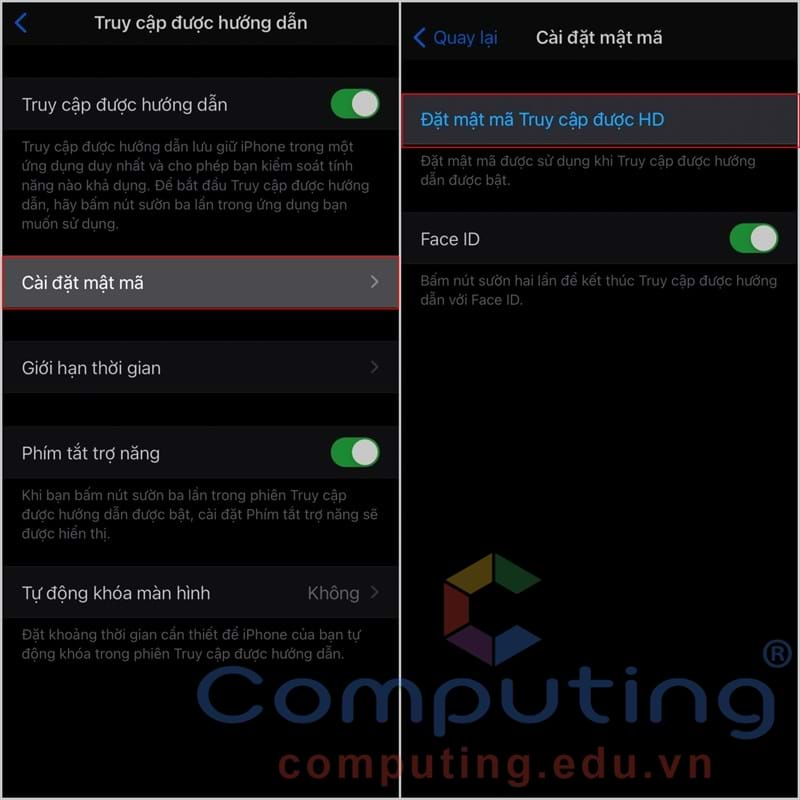 Truy cập được hướng dẫn
Truy cập được hướng dẫn
Truy cập được hướng dẫn lưu giữ iPhone trong một
ứng dụng duy nhất và cho phép bạn kiểm soát tính
năng nào khả dụng. Để bắt đầu Truy cập được hướng
dẫn, hãy bấm nút sườn ba lần trong ứng dụng bạn
muốn sử dụng.
Cài đặt mật mã
Giới hạn thời gian
Phím tắt trợ năng
Khi bạn bấm nút sườn ba lần trong phiên Truy cập
được hướng dẫn được bật, cài đặt Phím tắt trợ năng sẽ
được hiển thị.
Tự động khóa màn hình Không
Đặt khoảng thời gian cần thiết để iPhone của bạn tự
động khóa trong phiên Truy cập được hướng dẫn.
Quay lại Cài đặt mật mã
Đặt mật mã Truy cập được HD
Đặt mật mã được sử dụng khi Truy cập được hướng
dẫn được bật.
Face ID
Bấm nút sườn hai lần để kết thúc Truy cập được hướng
dẫn với Face ID.
Computing ®
computing.edu.vn